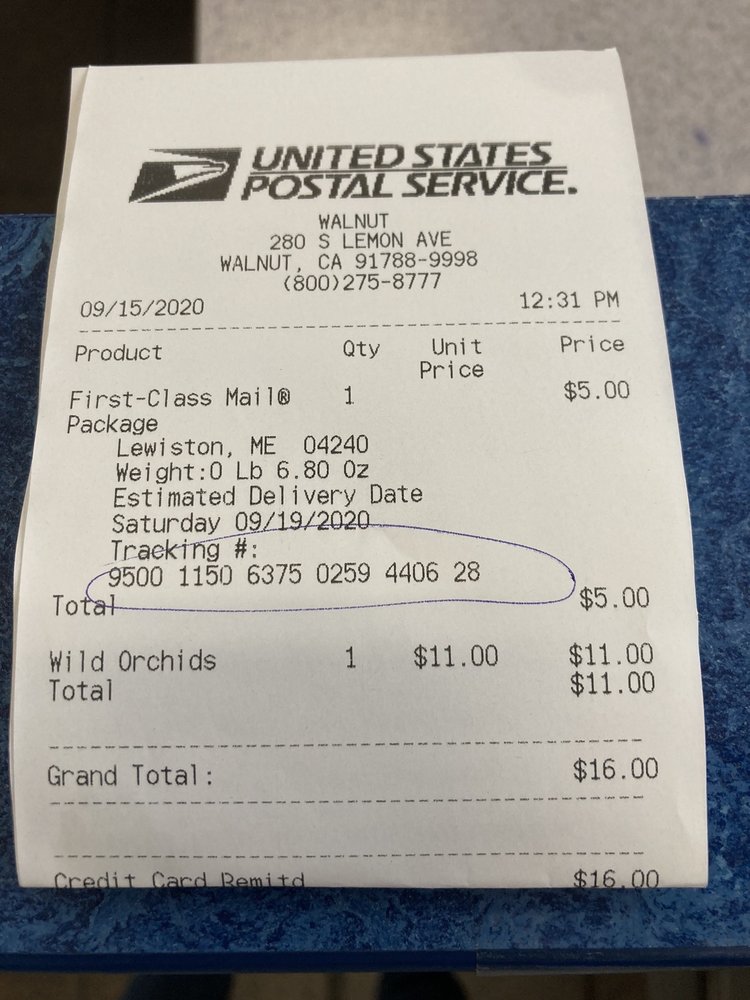 UNITED STATES
POSTAL SERVICE.
WALNUT
280 S LEMON AVE
WALNUT, CA 91788-9998
(800)275-8777
09/15/2020 12:31 PM
Product Qty Unit Price
Price
First-Class Mail® 1 $5.00
Package
Lewiston, ME 04240
Weight:0 Lb 6.80 Oz
Estimated Delivery Date
Saturday 09/19/2020
Tracking #:
9500 1150 6375 0259 4406 28
Total $5.00
Wild Orchids 1 $11.00 $11.00
Total $11.00
Grand Total: $16.00
Credit Card Remitd $16.00